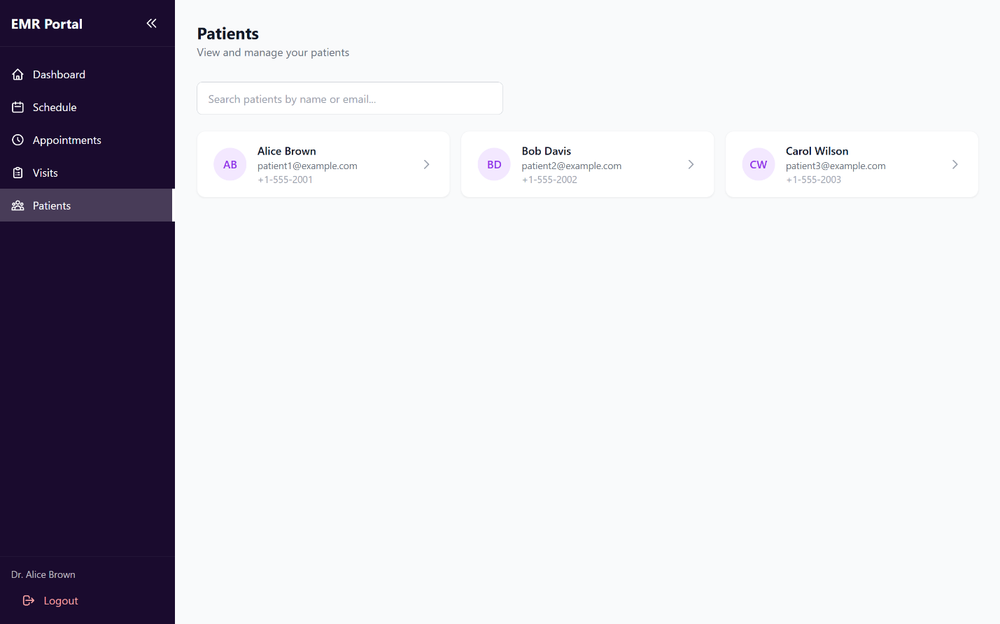 EMR Portal
Dashboard
Schedule
Appointments
Visits
Patients
Dr. Alice Brown
Logout
Patients
View and manage your patients
Search patients by name or email...
AB
Alice Brown
patient1@example.com
+1-555-2001
BD
Bob Davis
patient2@example.com
+1-555-2002
CW
Carol Wilson
patient3@example.com
+1-555-2003